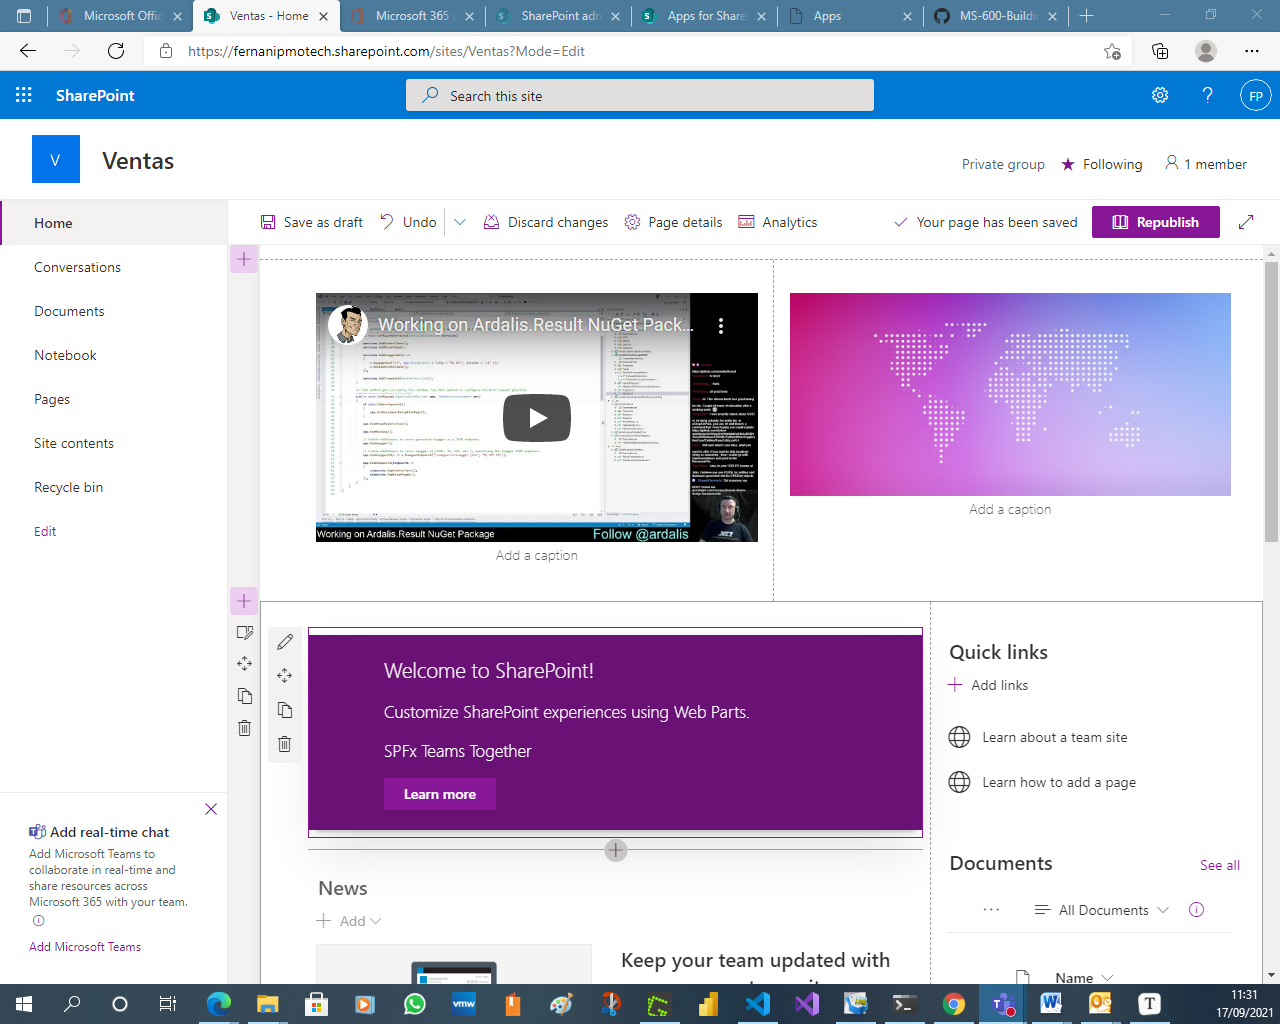 Microsoft Offic
Ventas - Home
Microsoft 365 a
SharePoint adm
Apps for Share
Apps
MS-600-Buildin
https://fernanipmotech.sharepoint.com/sites/Ventas?Mode=Edit
SharePoint
Search this site
FP
V
Ventas
Private group
Following
1 member
Home
Conversations
Documents
Notebook
Pages
Site contents
Recycle bin
Edit
Save as draft
Undo
Discard changes
Page details
Analytics
Your page has been saved
Republish
Working on Ardalis.Result NuGet Pack...
Working on Ardalis.Result NuGet Package
Follow @ardalis
.NET
Add a caption
Add a caption
Welcome to SharePoint!
Customize SharePoint experiences using Web Parts.
SPFx Teams Together
Learn more
Quick links
Add links
Learn about a team site
Learn how to add a page
Documents
See all
All Documents
Name
News
Add
Keep your team updated with
Add real-time chat
Add Microsoft Teams to
collaborate in real-time and
share resources across
Microsoft 365 with your team.
Add Microsoft Teams
vmw
T
11:31
17/09/2021